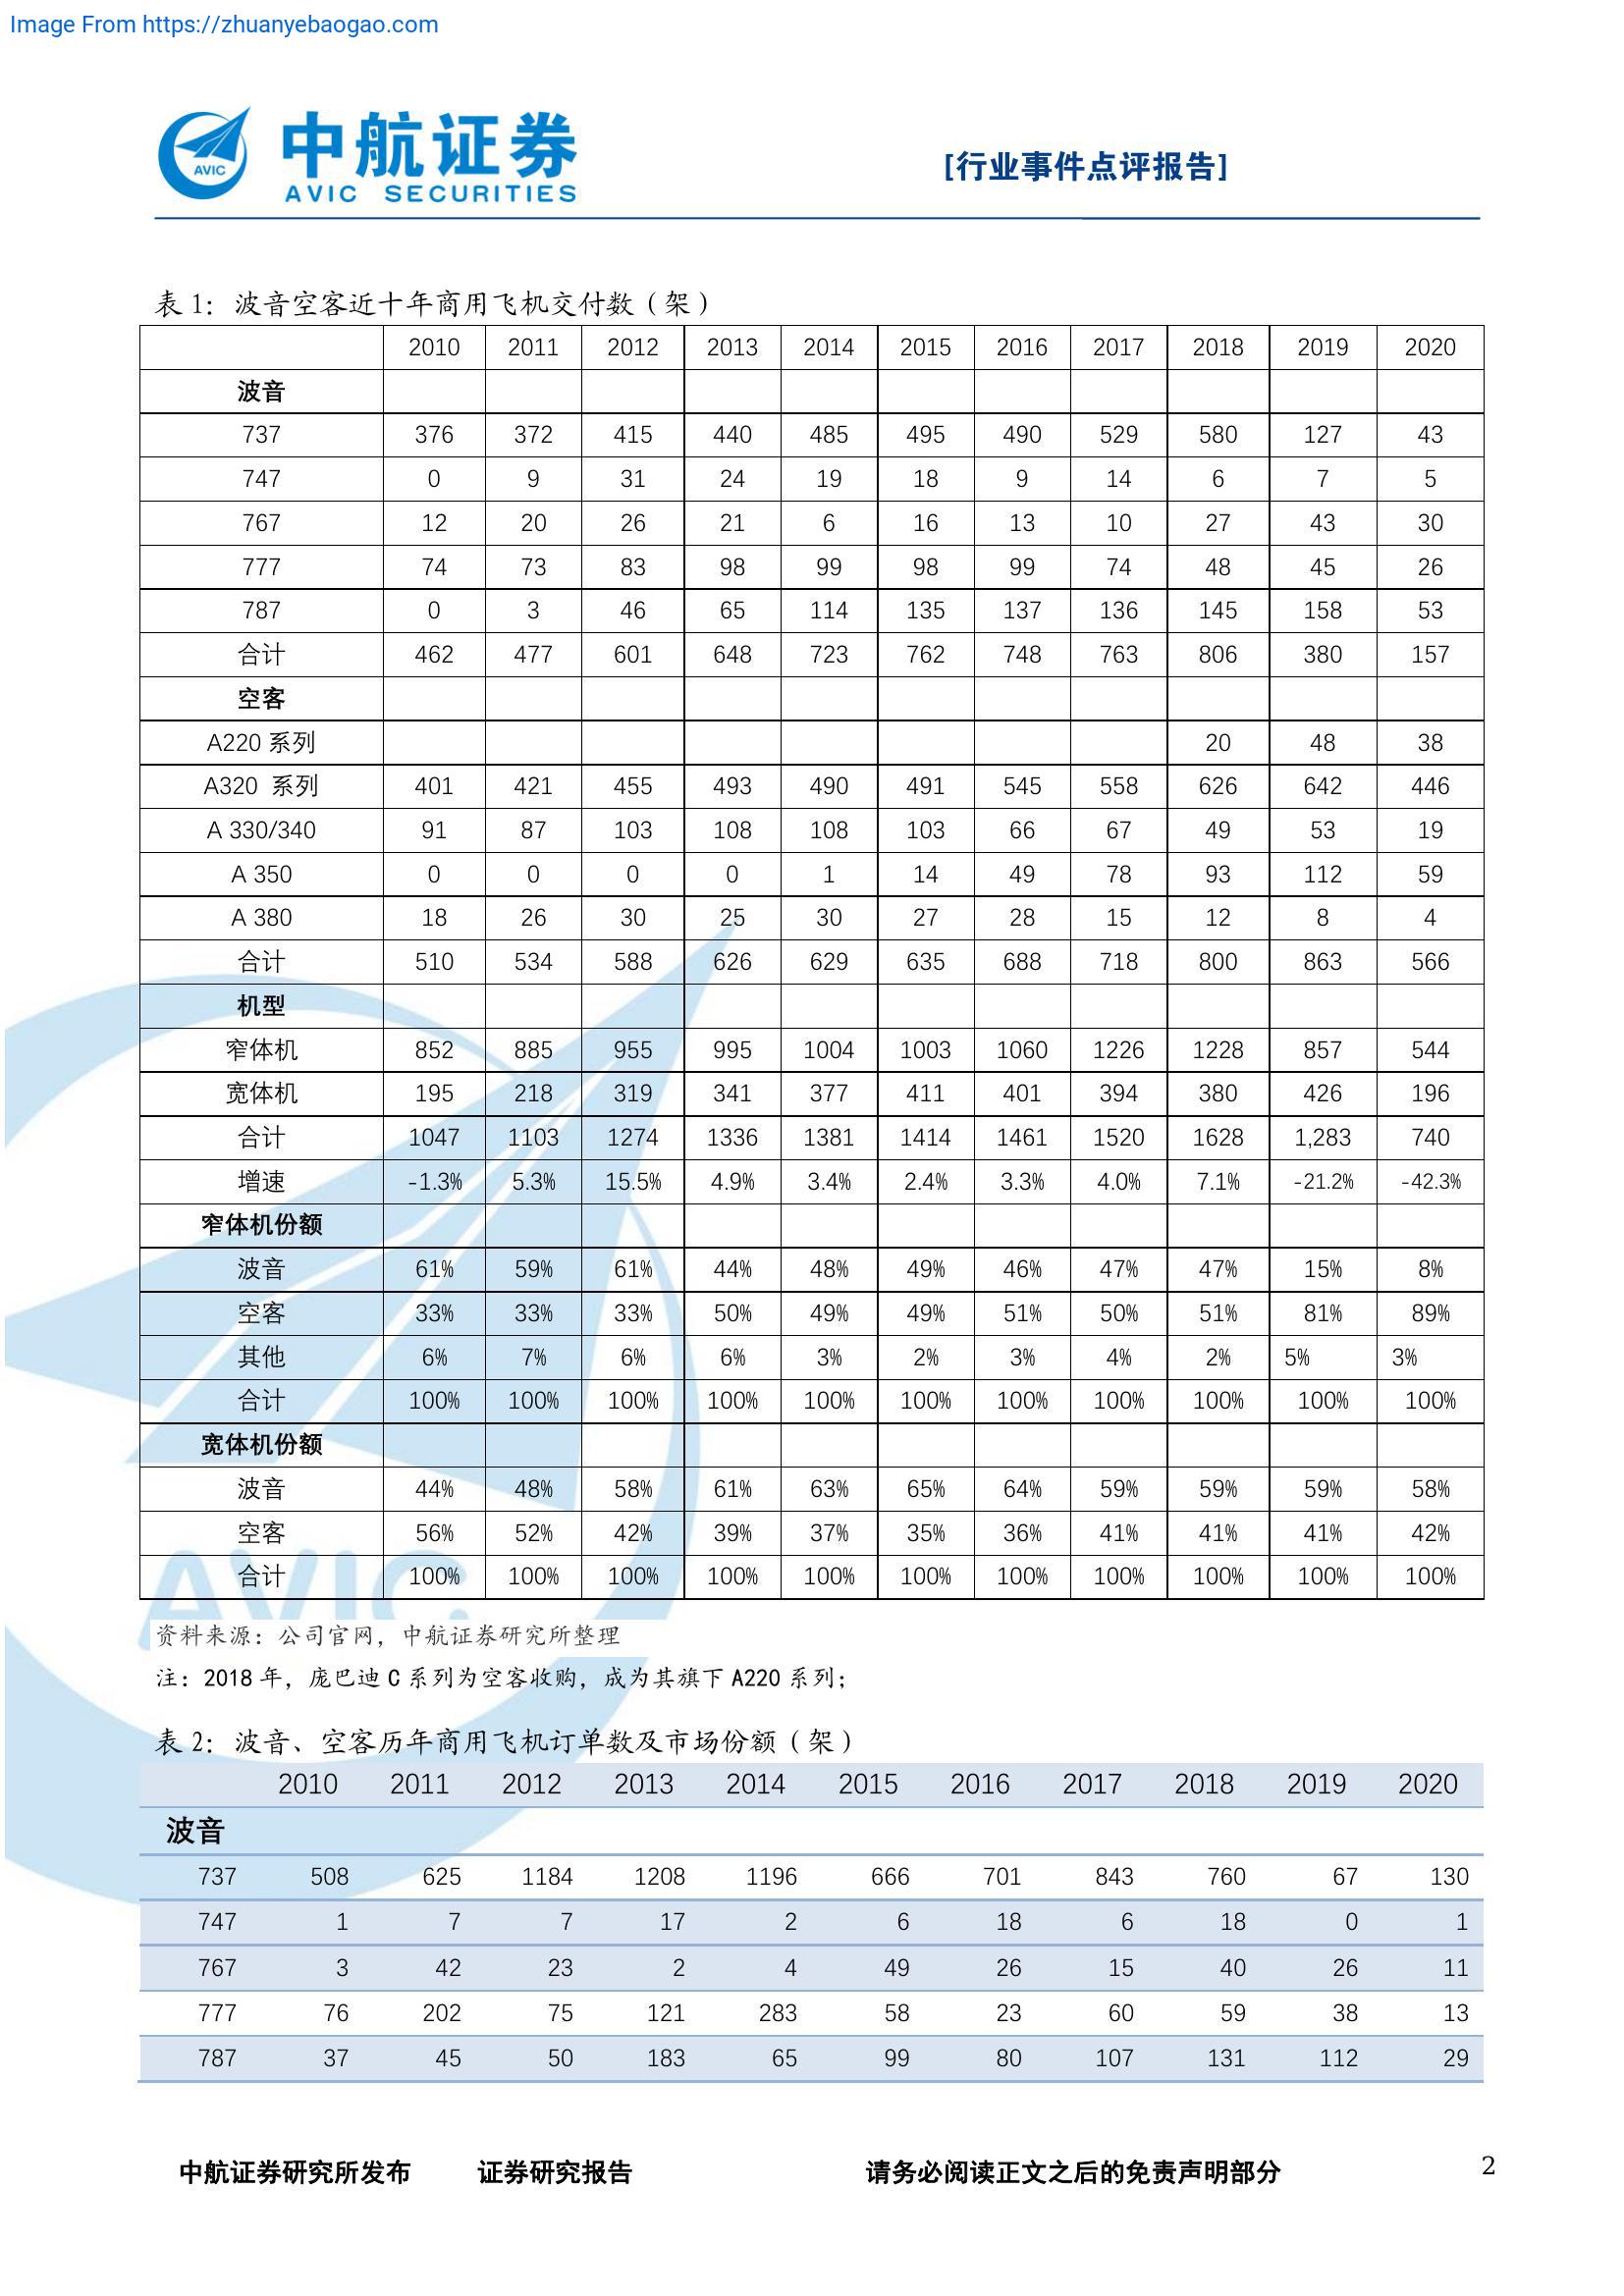 Image From https://zhuanyebaogao.com
AVIC
中航证券
AVIC SECURITIES
[行业事件点评报告]
表 1：波音空客近十年商用飞机交付数（架）
2010 2011 2012 2013 2014 2015 2016 2017 2018 2019 2020
波音
737 376 372 415 440 485 495 490 529 580 127 43
747 0 9 31 24 19 18 9 14 6 7 5
767 12 20 26 21 6 16 13 10 27 43 30
777 74 73 83 98 99 98 99 74 48 45 26
787 0 3 46 65 114 135 137 136 145 158 53
合计 462 477 601 648 723 762 748 763 806 380 157
空客
A220 系列 20 48 38
A320 系列 401 421 455 493 490 491 545 558 626 642 446
A 330/340 91 87 103 108 108 103 66 67 49 53 19
A 350 0 0 0 0 1 14 49 78 93 112 59
A 380 18 26 30 25 30 27 28 15 12 8 4
合计 510 534 588 626 629 635 688 718 800 863 566
机型
窄体机 852 885 955 995 1004 1003 1060 1226 1228 857 544
宽体机 195 218 319 341 377 411 401 394 380 426 196
合计 1047 1103 1274 1336 1381 1414 1461 1520 1628 1,283 740
增速 -1.3% 5.3% 15.5% 4.9% 3.4% 2.4% 3.3% 4.0% 7.1% -21.2% -42.3%
窄体机份额
波音 61% 59% 61% 44% 48% 49% 46% 47% 47% 15% 8%
空客 33% 33% 33% 50% 49% 49% 51% 50% 51% 81% 89%
其他 6% 7% 6% 6% 3% 2% 3% 4% 2% 5% 3%
合计 100% 100% 100% 100% 100% 100% 100% 100% 100% 100% 100%
宽体机份额
波音 44% 48% 58% 61% 63% 65% 64% 59% 59% 59% 58%
空客 56% 52% 42% 39% 37% 35% 36% 41% 41% 41% 42%
合计 100% 100% 100% 100% 100% 100% 100% 100% 100% 100% 100%
AVIC
资料来源：公司官网，中航证券研究所整理
注：2018 年，庞巴迪 C 系列为空客收购，成为其旗下 A220 系列；
表 2：波音、空客历年商用飞机订单数及市场份额（架）
2010 2011 2012 2013 2014 2015 2016 2017 2018 2019 2020
波音
737 508 625 1184 1208 1196 666 701 843 760 67 130
747 1 7 7 17 2 6 18 6 18 0 1
767 3 42 23 2 4 49 26 15 40 26 11
777 76 202 75 121 283 58 23 60 59 38 13
787 37 45 50 183 65 99 80 107 131 112 29
中航证券研究所发布 证券研究报告 请务必阅读正文之后的免责声明部分 2